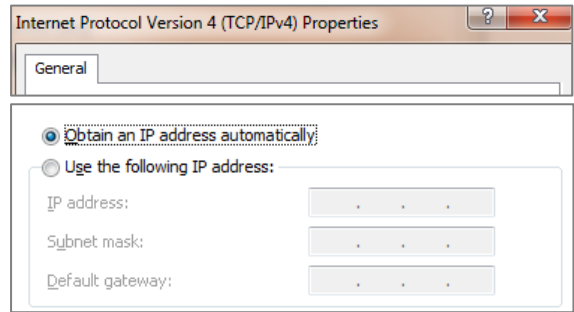 Internet Protocol Version 4 (TCP/IPv4) Properties
General
Obtain an IP address automatically
Use the following IP address:
IP address:
Subnet mask:
Default gateway: